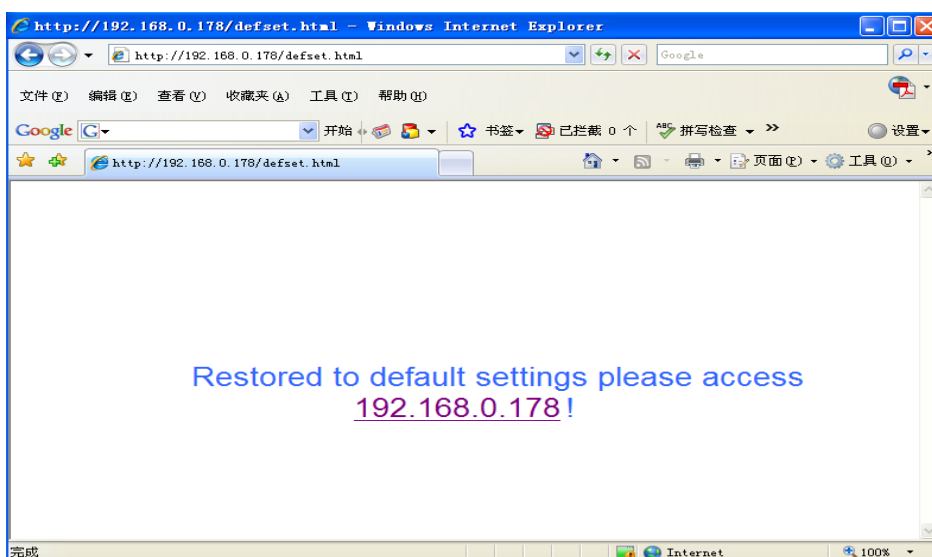 http://192.168.0.178/defset.html - Windows Internet Explorer
http://192.168.0.178/defset.html Google
文件(F) 编辑(E) 查看(V) 收藏夹(A) 工具(T) 帮助(H)
Google G 开始 书签 已拦截 0 个 ABC 拼写检查 » 设置
http://192.168.0.178/defset.html 页面(P) 工具(O) »
Restored to default settings please access
192.168.0.178!
完成 Internet 100%